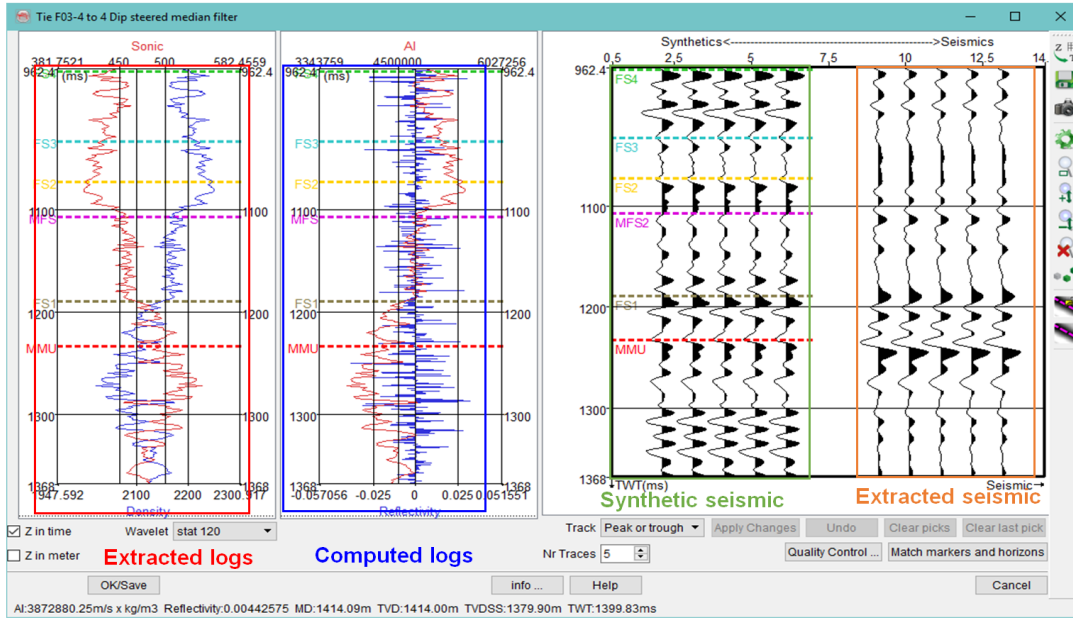 Tie F03-4 to 4 Dip steered median filter
Sonic
381.7521 450 500 582.4559
962.4 (ms) 962.4
FS3
FS2
1100 1100
MFS
FS1
1200 1200
MMU
1300 1300
1368 1368
1947.592 2100 2200 2300.917
Density
AI
3343759 4500000 6027256
962.4 (ms) 962.4
FS3
FS2
1100 1100
MFS
FS1
1200 1200
MMU
1300 1300
1368 1368
-0.057056 -0.025 0 0.025 0.051551
Reflectivity
Synthetics<-------------------------------------->Seismics
0,5 2,5 5 7,5 10 12,5 14.
962.4
FS4
FS3
FS2
1100
MFS2
1200
FS1
MMU
1300
1368
TWT(ms) Seismic
Synthetic seismic
Extracted seismic
Z in time Wavelet stat 120
Z in meter
Extracted logs
Computed logs
Track Peak or trough Apply Changes Undo Clear picks Clear last pick
Nr Traces 5 Quality Control ... Match markers and horizons
OK/Save info ... Help Cancel
AI:3872880.25m/s x kg/m3 Reflectivity:0.00442575 MD:1414.09m TVD:1414.00m TVDSS:1379.90m TWT:1399.83ms